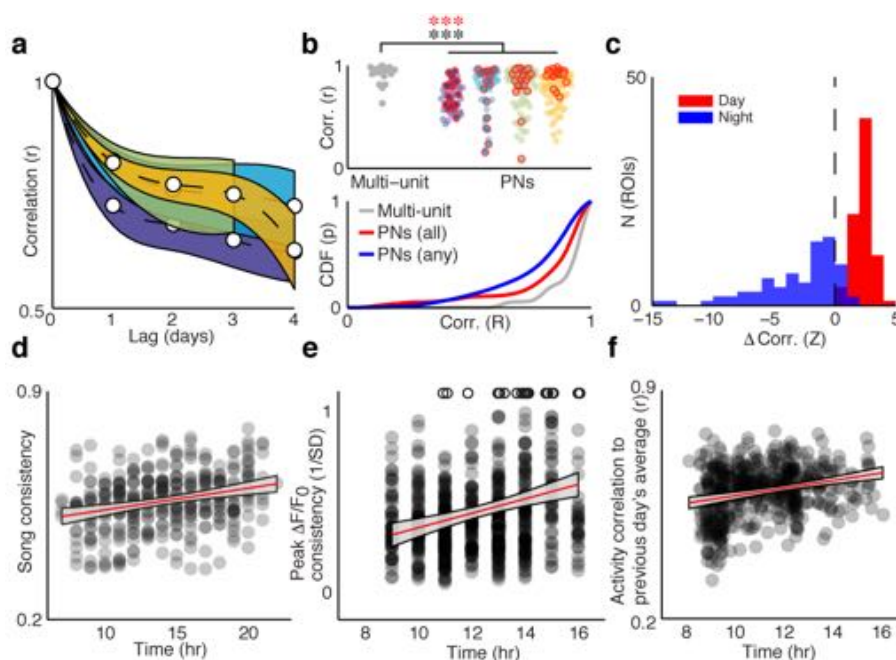 a
1
Correlation (r)
0.5
0 1 2 3 4
Lag (days)
b
***
***
1
Corr. (r)
1
Multi-unit PNs
1
CDF (p)
0
Multi-unit
PNs (all)
PNs (any)
0 1
Corr. (R)
c
50
N (ROIs)
0
Day
Night
-15 -10 -5 0 5
Δ Corr. (Z)
d
0.9
Song consistency
0.2
10 15 20
Time (hr)
e
1
Peak ΔF/F0
consistency (1/SD)
0
8 10 12 14 16
Time (hr)
f
0.9
Activity correlation to
previous day's average (r)
0.2
8 10 12 14 16
Time (hr)